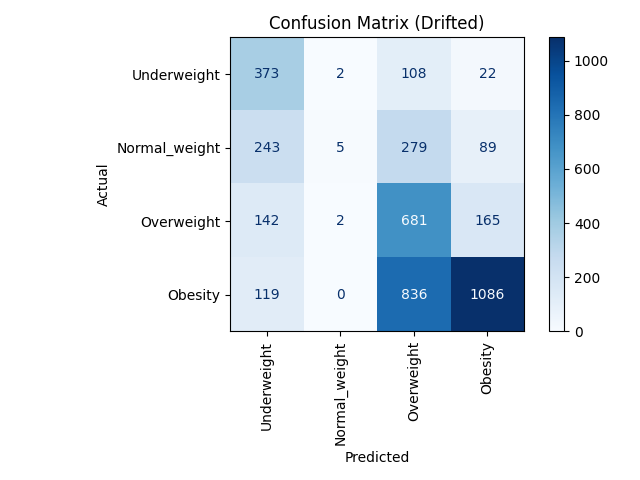 Confusion Matrix (Drifted)
Actual
Underweight 373 2 108 22
Normal_weight 243 5 279 89
Overweight 142 2 681 165
Obesity 119 0 836 1086
Underweight
Normal_weight
Overweight
Obesity
Predicted
1000
800
600
400
200
0